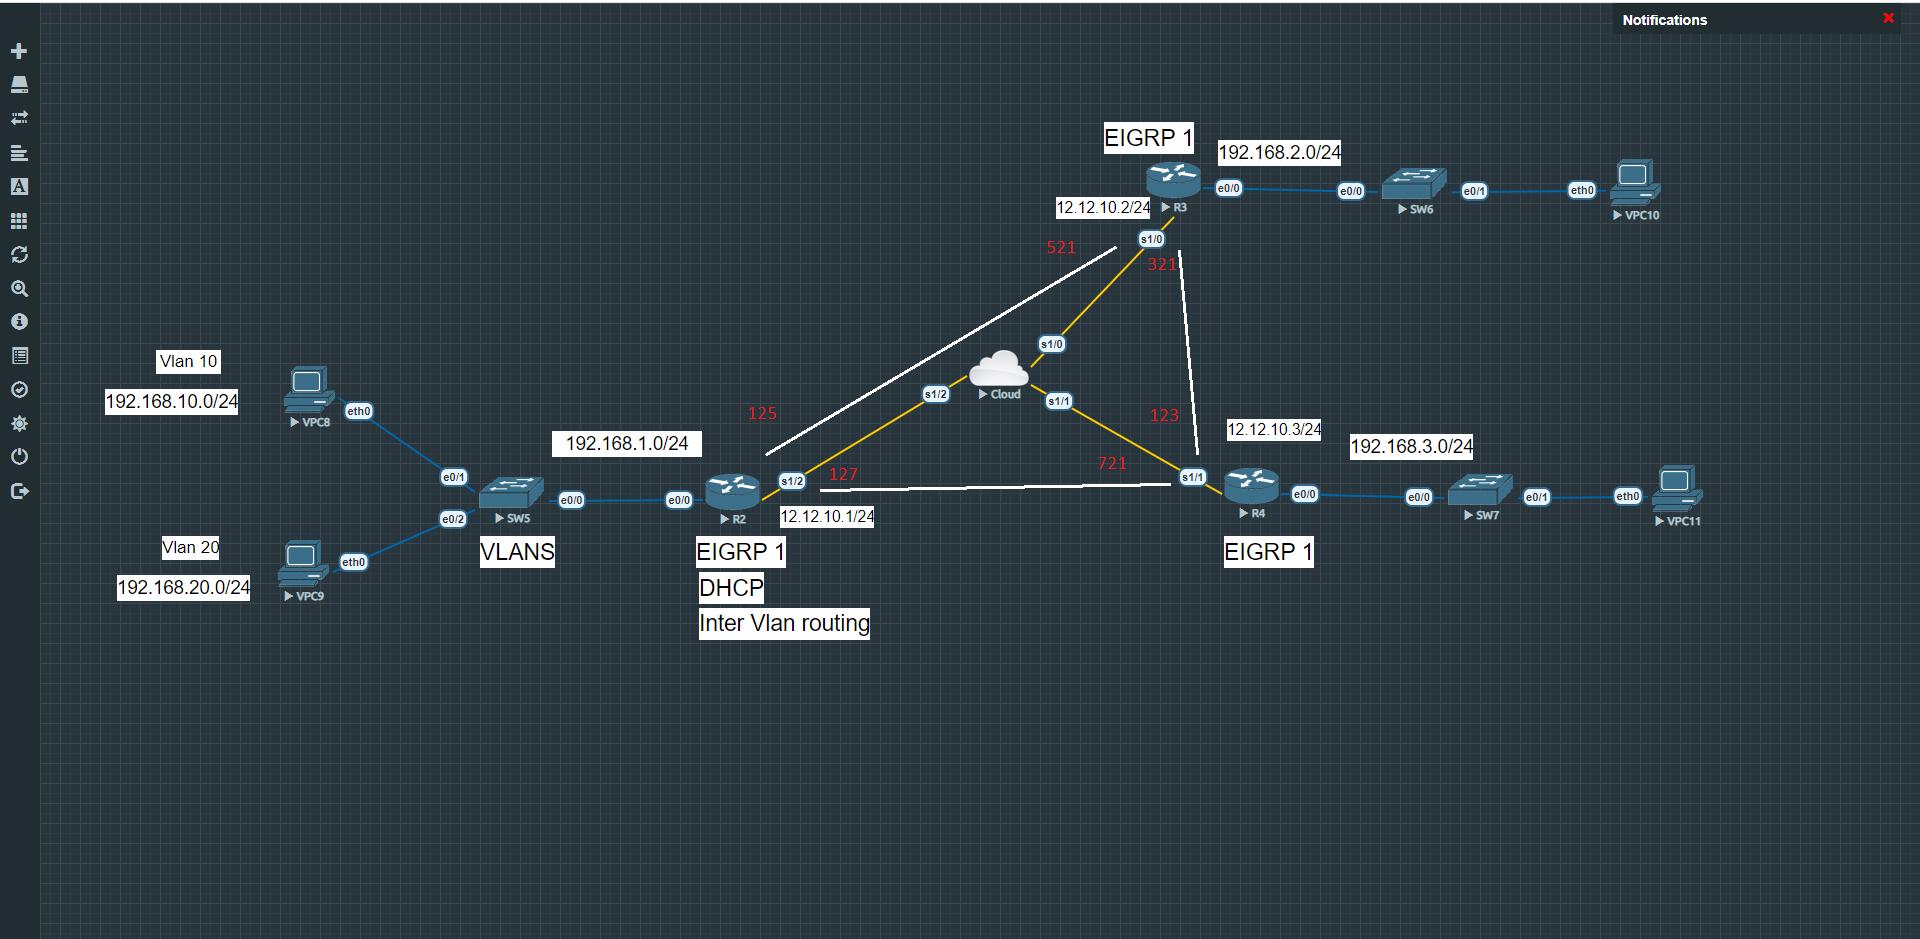 Notifications
EIGRP 1
192.168.2.0/24
e0/0
e0/0
SW6
e0/1
eth0
VPC10
12.12.10.2/24
R3
521
s1/0
321
s1/0
Vlan 10
192.168.10.0/24
VPC8
eth0
s1/2
Cloud
s1/1
125
123
12.12.10.3/24
192.168.1.0/24
192.168.3.0/24
e0/1
SW5
e0/0
e0/0
R2
s1/2
127
721
s1/1
R4
e0/0
e0/0
SW7
e0/1
eth0
VPC11
e0/2
12.12.10.1/24
Vlan 20
192.168.20.0/24
VPC9
eth0
VLANS
EIGRP 1
EIGRP 1
DHCP
Inter Vlan routing
A